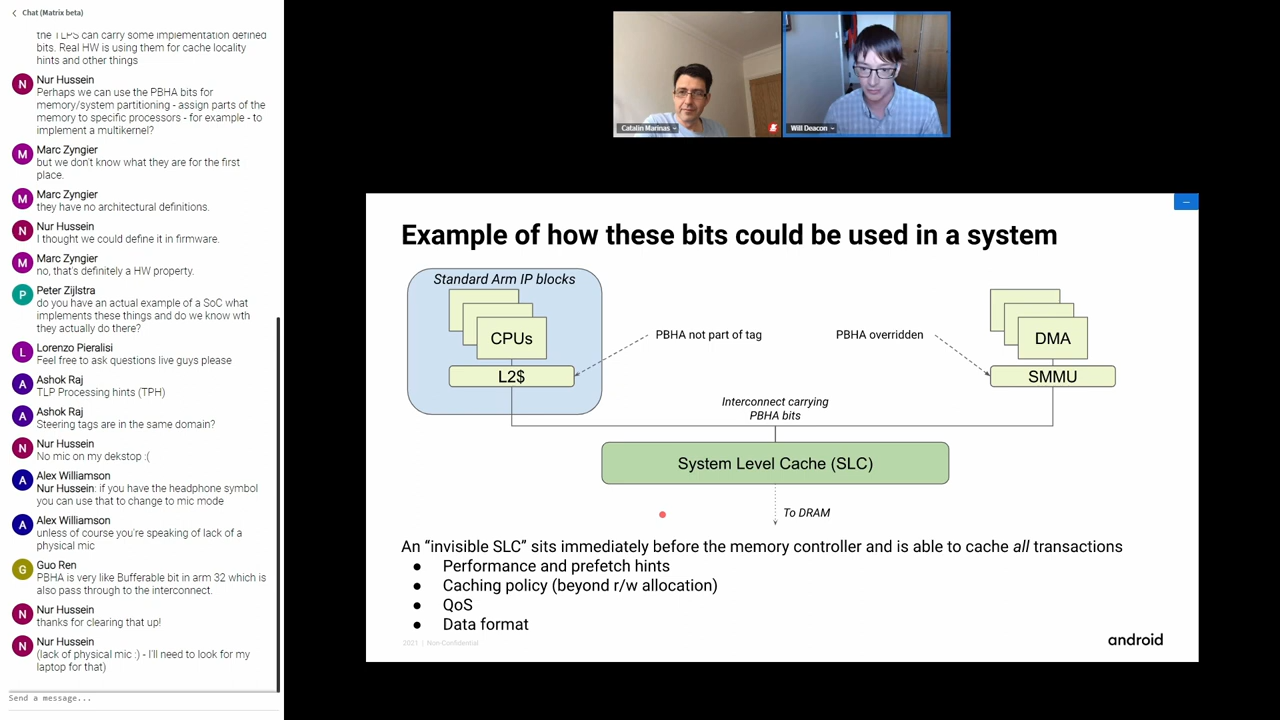 Chat (Matrix beta)
the TLPS can carry some implementation defined
bits. Real HW is using them for cache locality
hints and other things
N
Nur Hussein
Perhaps we can use the PBHA bits for
memory/system partitioning - assign parts of the
memory to specific processors - for example - to
implement a multikernel?
M
Marc Zyngier
but we don't know what they are for the first
place.
M
Marc Zyngier
they have no architectural definitions.
N
Nur Hussein
I thought we could define it in firmware.
M
Marc Zyngier
no, that's definitely a HW property.
P
Peter Zijlstra
do you have an actual example of a SoC what
implements these things and do we know wth
they actually do there?
L
Lorenzo Pieralisi
Feel free to ask questions live guys please
A
Ashok Raj
TLP Processing hints (TPH)
A
Ashok Raj
Steering tags are in the same domain?
N
Nur Hussein
No mic on my dekstop :(
A
Alex Williamson
Nur Hussein: if you have the headphone symbol
you can use that to change to mic mode
A
Alex Williamson
unless of course you're speaking of lack of a
physical mic
G
Guo Ren
PBHA is very like Bufferable bit in arm 32 which is
also pass through to the interconnect.
N
Nur Hussein
thanks for clearing that up!
N
Nur Hussein
(lack of physical mic :) - I'll need to look for my
laptop for that)
Send a message...
Catalin Marinas
Will Deacon
Example of how these bits could be used in a system
Standard Arm IP blocks
CPUs
L2$
PBHA not part of tag
PBHA overridden
DMA
SMMU
Interconnect carrying
PBHA bits
System Level Cache (SLC)
To DRAM
An “invisible SLC” sits immediately before the memory controller and is able to cache all transactions
● Performance and prefetch hints
● Caching policy (beyond r/w allocation)
● QoS
● Data format
2021 | Non-Confidential
android